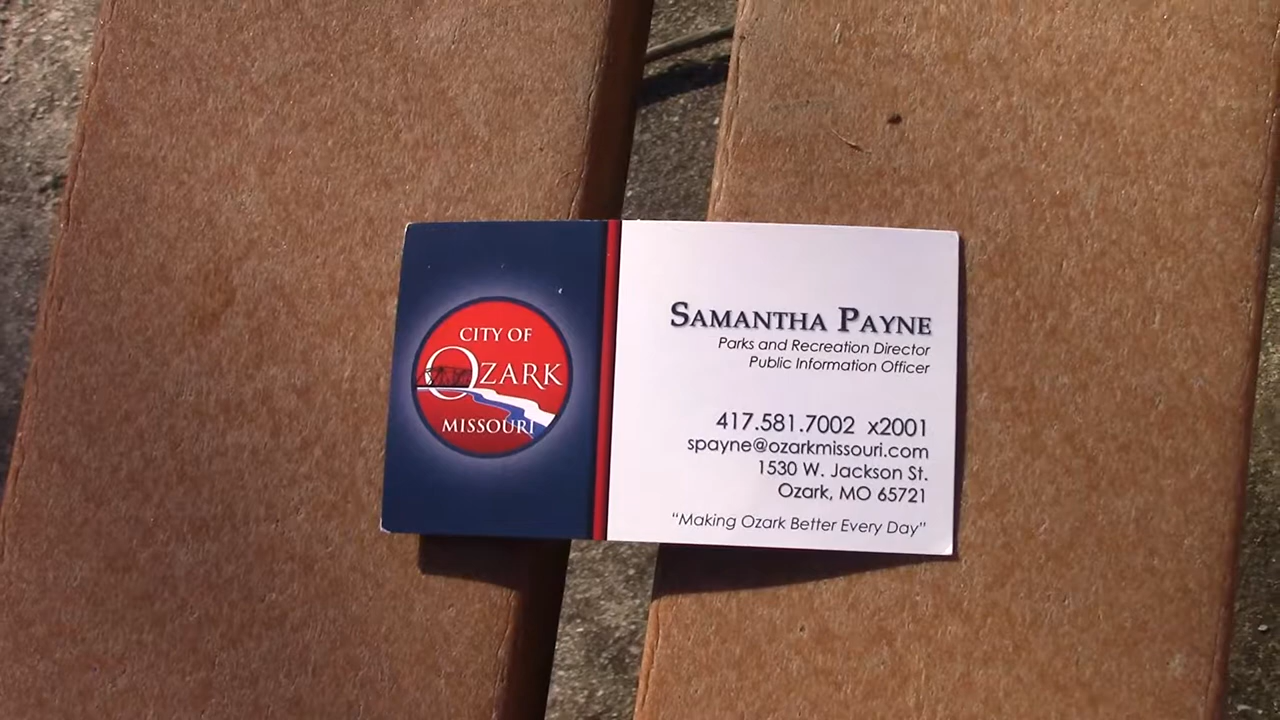 CITY OF
OZARK
MISSOURI
SAMANTHA PAYNE
Parks and Recreation Director
Public Information Officer
417.581.7002 x2001
spayne@ozarkmissouri.com
1530 W. Jackson St.
Ozark, MO 65721
“Making Ozark Better Every Day”